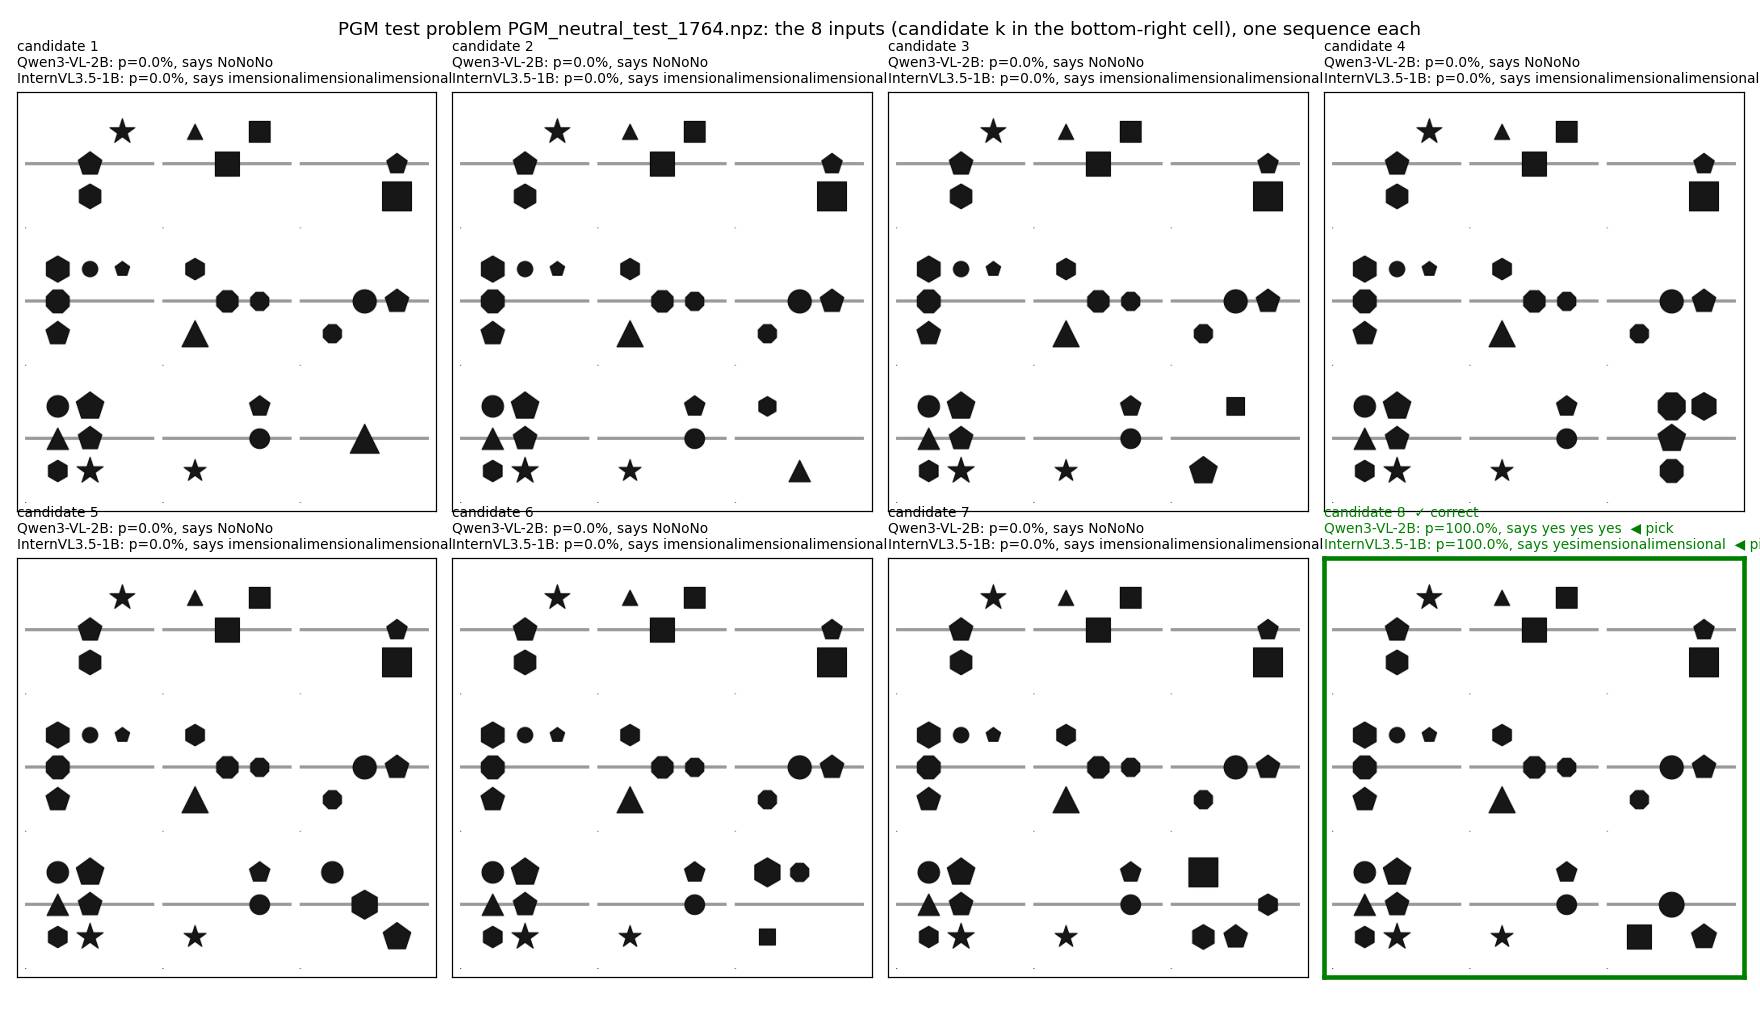 PGM test problem PGM_neutral_test_1764.npz: the 8 inputs (candidate k in the bottom-right cell), one sequence each
candidate 1
Qwen3-VL-2B: p=0.0%, says NoNoNo
InternVL3.5-1B: p=0.0%, says imensionalimensionalimensional
candidate 2
Qwen3-VL-2B: p=0.0%, says NoNoNo
InternVL3.5-1B: p=0.0%, says imensionalimensionalimensional
candidate 3
Qwen3-VL-2B: p=0.0%, says NoNoNo
InternVL3.5-1B: p=0.0%, says imensionalimensionalimensional
candidate 4
Qwen3-VL-2B: p=0.0%, says NoNoNo
InternVL3.5-1B: p=0.0%, says imensionalimensionalimensional
candidate 5
Qwen3-VL-2B: p=0.0%, says NoNoNo
InternVL3.5-1B: p=0.0%, says imensionalimensionalimensional
candidate 6
Qwen3-VL-2B: p=0.0%, says NoNoNo
InternVL3.5-1B: p=0.0%, says imensionalimensionalimensional
candidate 7
Qwen3-VL-2B: p=0.0%, says NoNoNo
InternVL3.5-1B: p=0.0%, says imensionalimensionalimensional
candidate 8 ✓ correct
Qwen3-VL-2B: p=100.0%, says yes yes yes ◀ pick
InternVL3.5-1B: p=100.0%, says yesimensionalimensional ◀